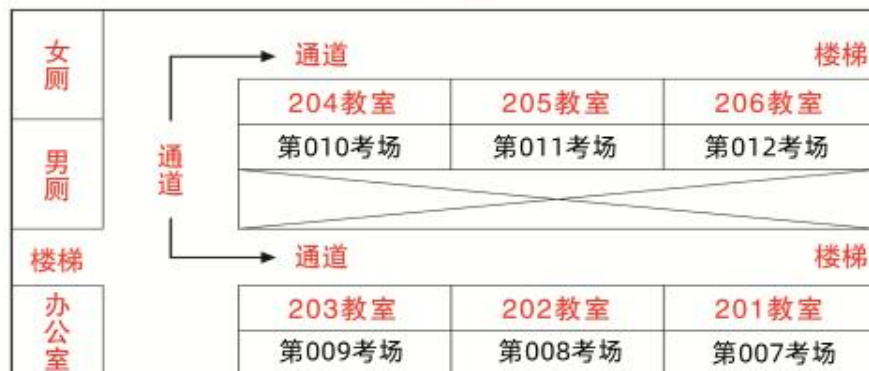 女厕
通道 楼梯
204教室 205教室 206教室
第010考场 第011考场 第012考场
男厕
通道
楼梯 通道 楼梯
办公室
203教室 202教室 201教室
第009考场 第008考场 第007考场